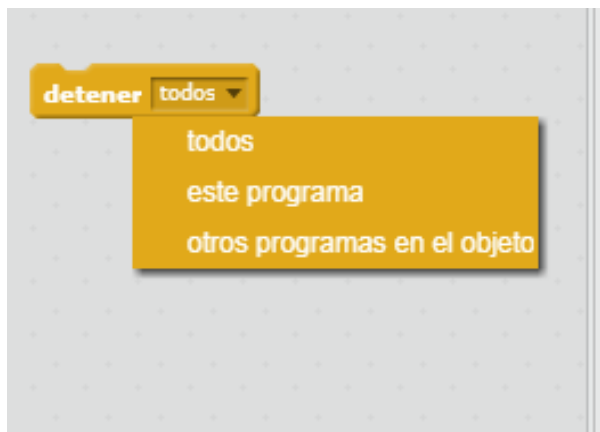 detener todos
todos
este programa
otros programas en el objeto